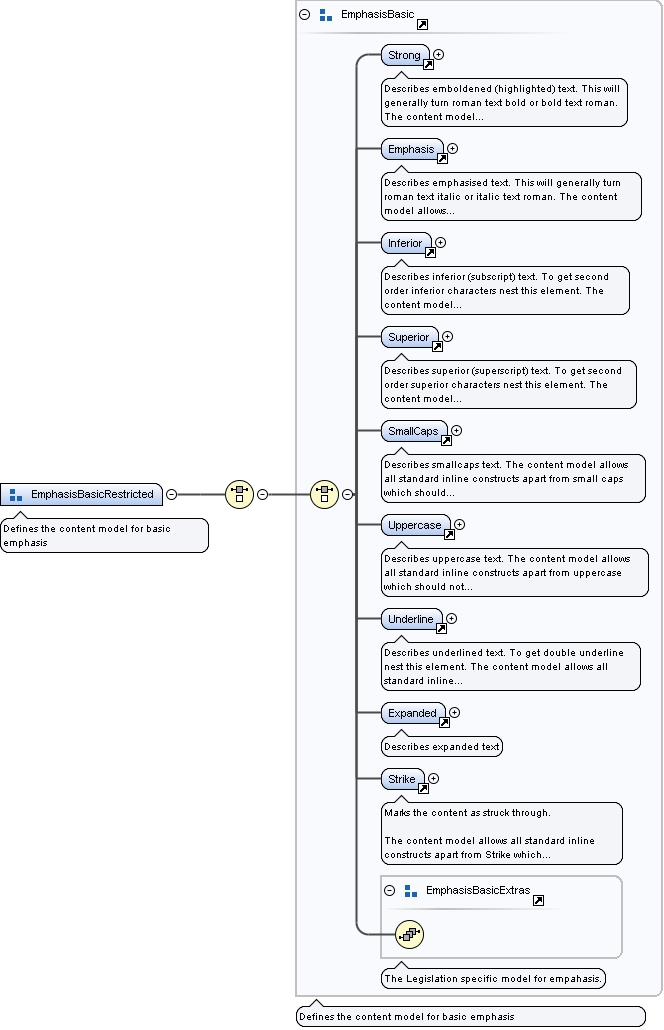 EmphasisBasic
Strong
Describes emboldened (highlighted) text. This will
generally turn roman text bold or bold text roman.
The content model...
Emphasis
Describes emphasised text. This will generally turn
roman text italic or italic text roman. The content
model allows...
Inferior
Describes inferior (subscript) text. To get second
order inferior characters nest this element. The
content model...
Superior
Describes superior (superscript) text. To get second
order superior characters nest this element. The
content model...
SmallCaps
Describes smallcaps text. The content model allows
all standard inline constructs apart from small caps
which should...
EmphasisBasicRestricted
Defines the content model for basic
emphasis
Uppercase
Describes uppercase text. The content model allows
all standard inline constructs apart from uppercase
which should not...
Underline
Describes underlined text. To get double underline
nest this element. The content model allows all
standard inline...
Expanded
Describes expanded text
Strike
Marks the content as struck through.
The content model allows all standard inline
constructs apart from Strike which...
EmphasisBasicExtras
The Legislation specific model for empahasis.
Defines the content model for basic emphasis